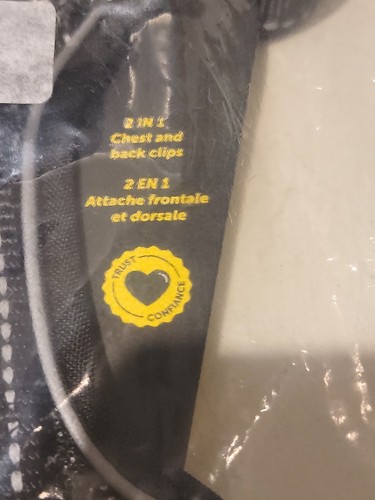 2 IN 1
Chest and
back clips
2 EN 1
Attache frontale
et dorsale
TRUST
CONFIANCE